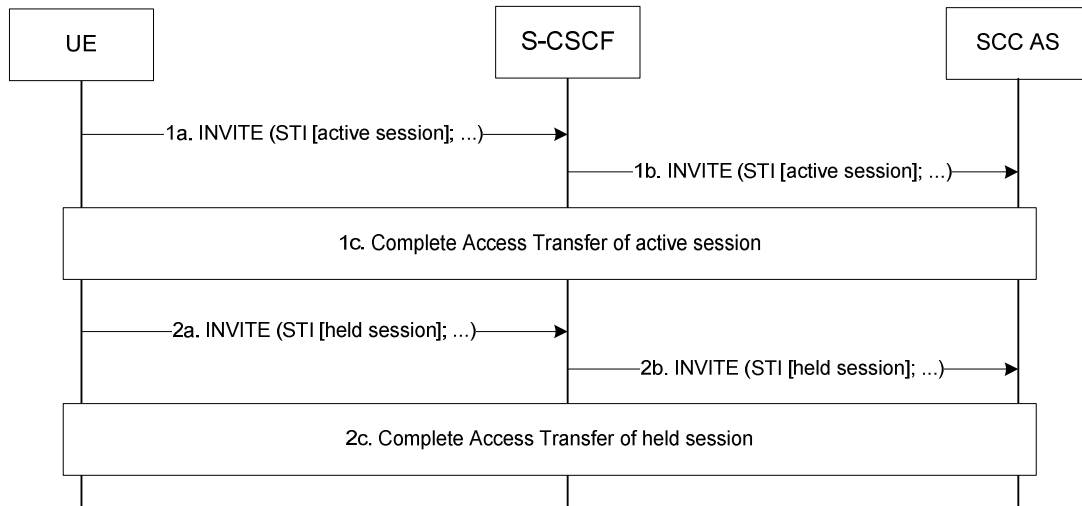 UE
S-CSCF
SCC AS
1a. INVITE (STI [active session]; ...)
1b. INVITE (STI [active session]; ...)
1c. Complete Access Transfer of active session
2a. INVITE (STI [held session]; ...)
2b. INVITE (STI [held session]; ...)
2c. Complete Access Transfer of held session